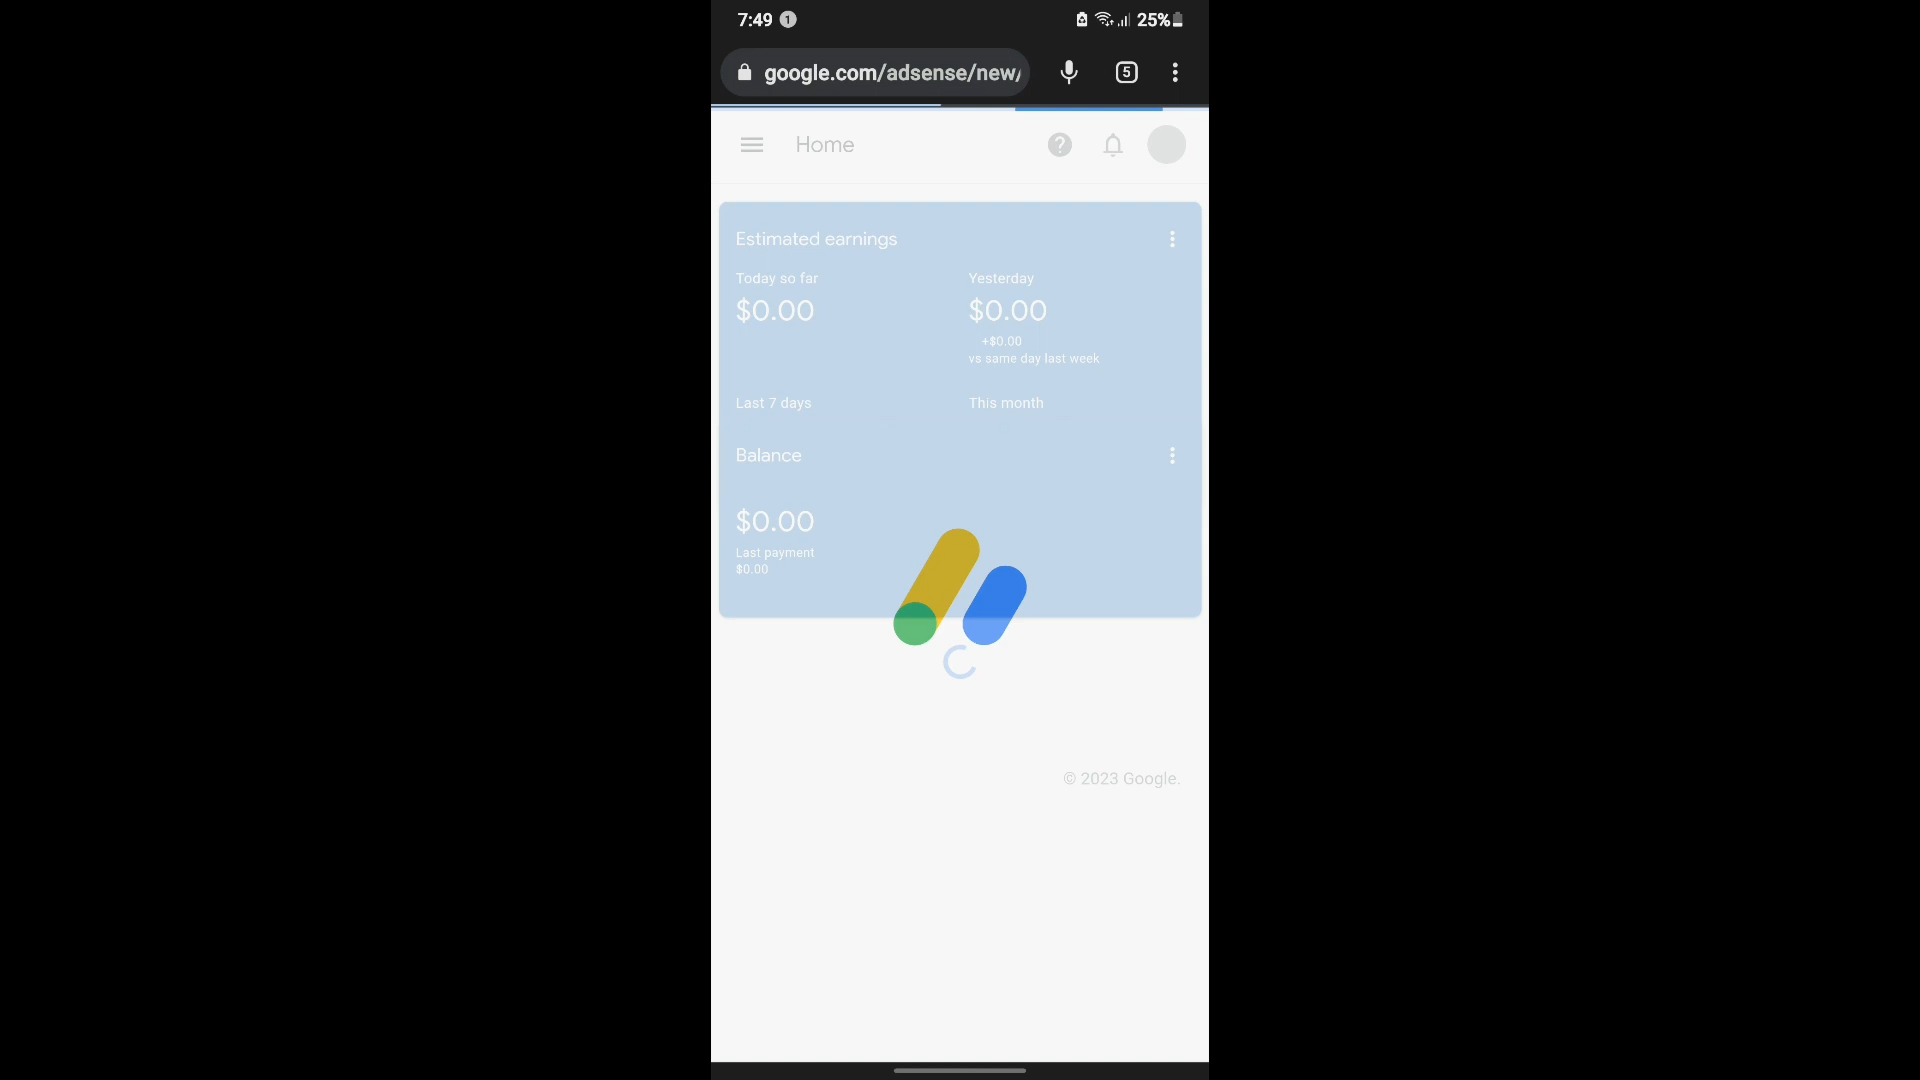 7:49 1 25%
google.com/adsense/new/ 5
Home ?
Estimated earnings
Today so far Yesterday
$0.00 $0.00
+$0.00
vs same day last week
Last 7 days This month
Balance
$0.00
Last payment
$0.00
© 2023 Google.